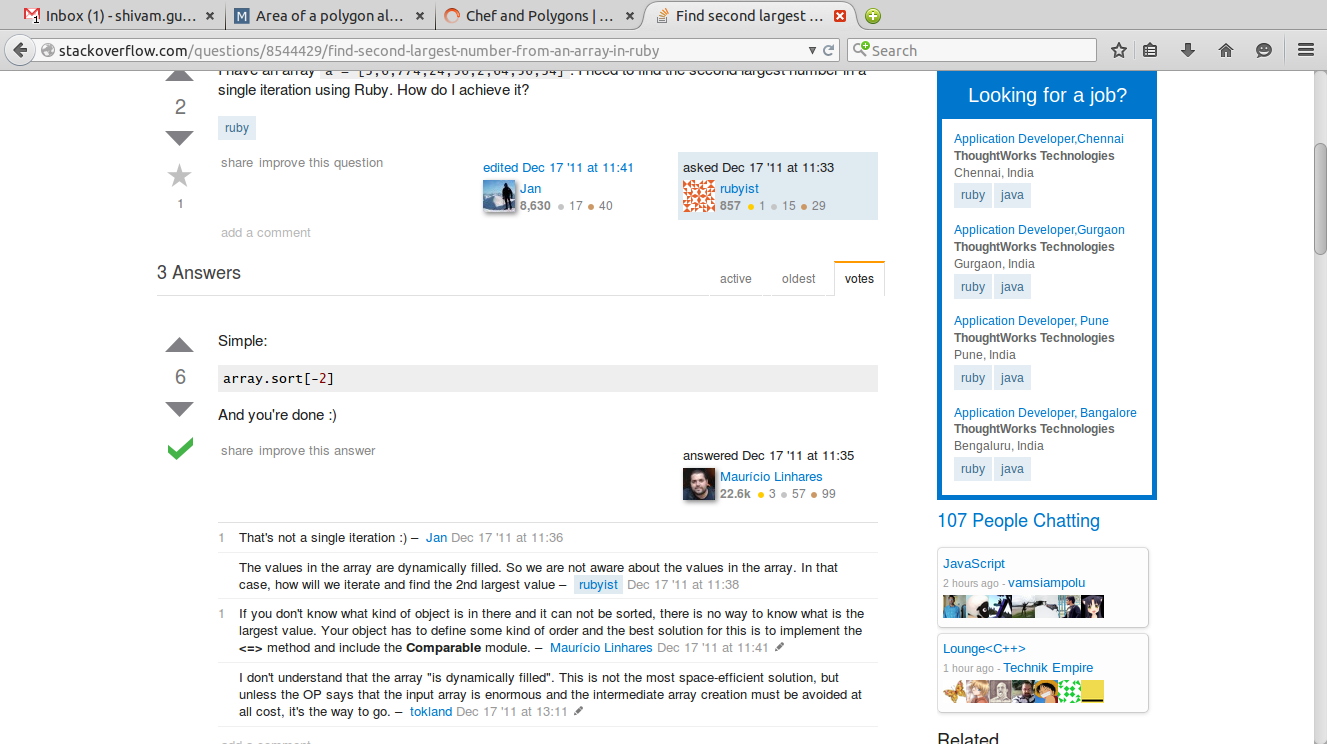 Inbox (1) - shivam.gu... ×
Area of a polygon al... ×
Chef and Polygons | ... ×
Find second largest ... ×
stackoverflow.com/questions/8544429/find-second-largest-number-from-an-array-in-ruby
Search
I have an array a = [3,6,774,24,56,2,64,56,34] . I need to find the second largest number in a
single iteration using Ruby. How do I achieve it?
2
ruby
share improve this question
1
edited Dec 17 '11 at 11:41
Jan
8,630 17 40
asked Dec 17 '11 at 11:33
rubyist
857 1 15 29
add a comment
3 Answers
active oldest votes
Simple:
6
array.sort[-2]
And you're done :)
share improve this answer
answered Dec 17 '11 at 11:35
Maurício Linhares
22.6k 3 57 99
1 That's not a single iteration :) – Jan Dec 17 '11 at 11:36
The values in the array are dynamically filled. So we are not aware about the values in the array. In that
case, how will we iterate and find the 2nd largest value – rubyist Dec 17 '11 at 11:38
1 If you don't know what kind of object is in there and it can not be sorted, there is no way to know what is the
largest value. Your object has to define some kind of order and the best solution for this is to implement the
<=> method and include the Comparable module. – Maurício Linhares Dec 17 '11 at 11:41
I don't understand that the array "is dynamically filled". This is not the most space-efficient solution, but
unless the OP says that the input array is enormous and the intermediate array creation must be avoided at
all cost, it's the way to go. – tokland Dec 17 '11 at 13:11
add a comment
Looking for a job?
Application Developer,Chennai
ThoughtWorks Technologies
Chennai, India
ruby java
Application Developer,Gurgaon
ThoughtWorks Technologies
Gurgaon, India
ruby java
Application Developer, Pune
ThoughtWorks Technologies
Pune, India
ruby java
Application Developer, Bangalore
ThoughtWorks Technologies
Bengaluru, India
ruby java
107 People Chatting
JavaScript
2 hours ago - vamsiampolu
Lounge<C++>
1 hour ago - Technik Empire
Related